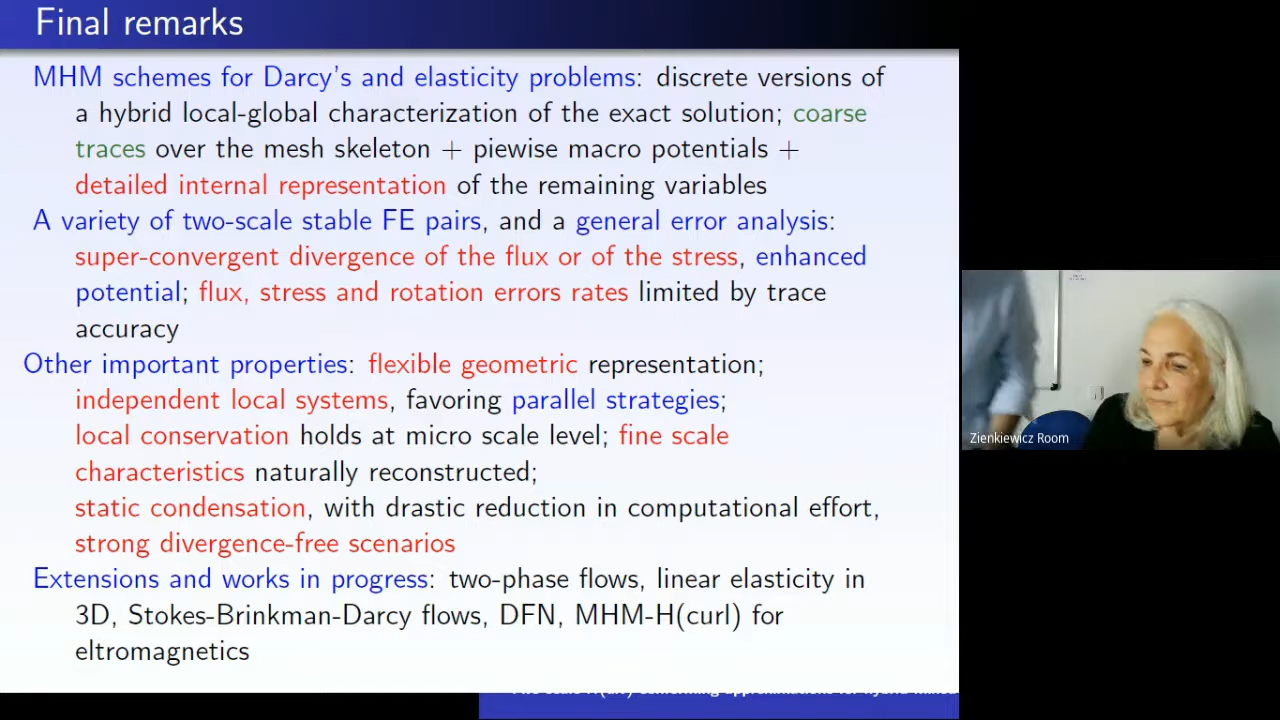 Final remarks
MHM schemes for Darcy's and elasticity problems: discrete versions of
a hybrid local-global characterization of the exact solution; coarse
traces over the mesh skeleton + piewise macro potentials +
detailed internal representation of the remaining variables
A variety of two-scale stable FE pairs, and a general error analysis:
super-convergent divergence of the flux or of the stress, enhanced
potential; flux, stress and rotation errors rates limited by trace
accuracy
Other important properties: flexible geometric representation;
independent local systems, favoring parallel strategies;
local conservation holds at micro scale level; fine scale
characteristics naturally reconstructed;
static condensation, with drastic reduction in computational effort,
strong divergence-free scenarios
Extensions and works in progress: two-phase flows, linear elasticity in
3D, Stokes-Brinkman-Darcy flows, DFN, MHM-H(curl) for
eltromagnetics
Zienkiewicz Room